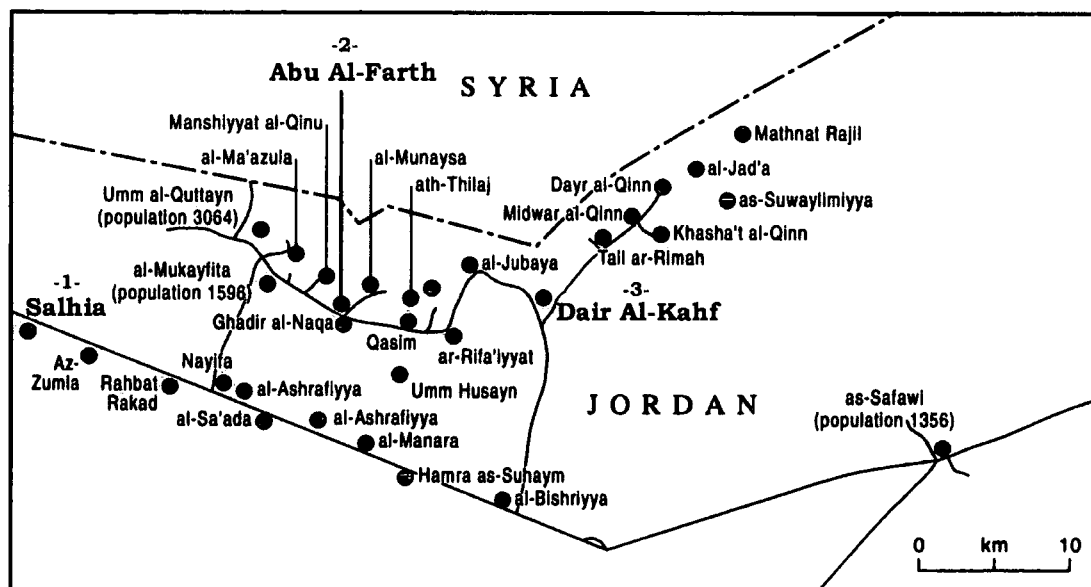 -2-
Abu Al-Farth
SYRIA
Manshiyyat al-Qinu
al-Ma'azula
al-Munaysa
ath-Thilaj
Umm al-Quttayn
(population 3064)
Mathnat Rajil
al-Jad'a
Dayr al-Qinn
as-Suwaylimiyya
Midwar al-Qinn
Khasha't al-Qinn
Tall ar-Rimah
al-Jubaya
al-Mukayfita
(population 1596)
-1-
Salhia
-3-
Dair Al-Kahf
Ghadir al-Naqa
Qasim
ar-Rifa'iyyat
Az-
Zumla
Rahbat
Rakad
Nayifa
al-Ashrafiyya
Umm Husayn
al-Sa'ada
al-Ashrafiyya
al-Manara
JORDAN
as-Safawi
(population 1356)
Hamra as-Suhaym
al-Bishriyya
0 km 10